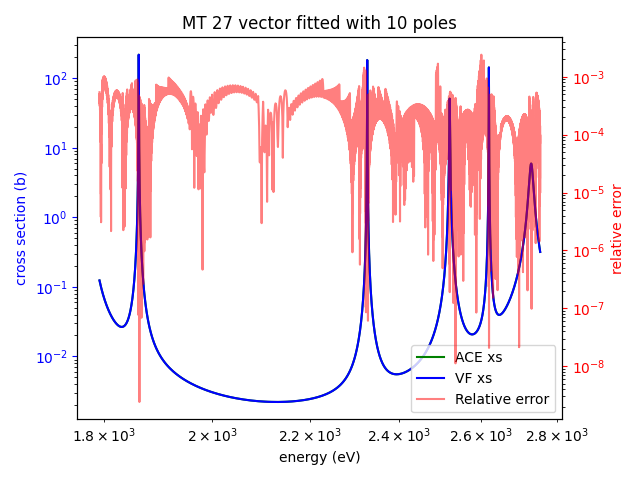 MT 27 vector fitted with 10 poles
cross section (b)
10²
10¹
10⁰
10⁻¹
10⁻²
10⁻³
10⁻⁴
10⁻⁵
10⁻⁶
10⁻⁷
10⁻⁸
relative error
ACE xs
VF xs
Relative error
1.8 × 10³ 2 × 10³ 2.2 × 10³ 2.4 × 10³ 2.6 × 10³ 2.8 × 10³
energy (eV)